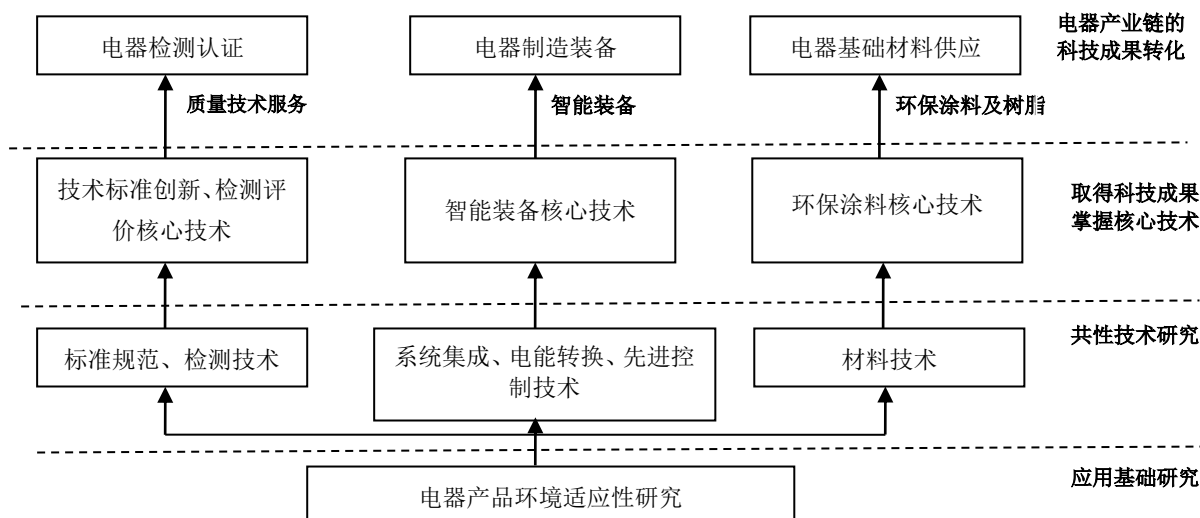 电器检测认证
电器制造装备
电器基础材料供应
电器产业链的
科技成果转化
质量技术服务
智能装备
环保涂料及树脂
技术标准创新、检测评
价核心技术
智能装备核心技术
环保涂料核心技术
取得科技成果
掌握核心技术
标准规范、检测技术
系统集成、电能转换、先进控
制技术
材料技术
共性技术研究
电器产品环境适应性研究
应用基础研究